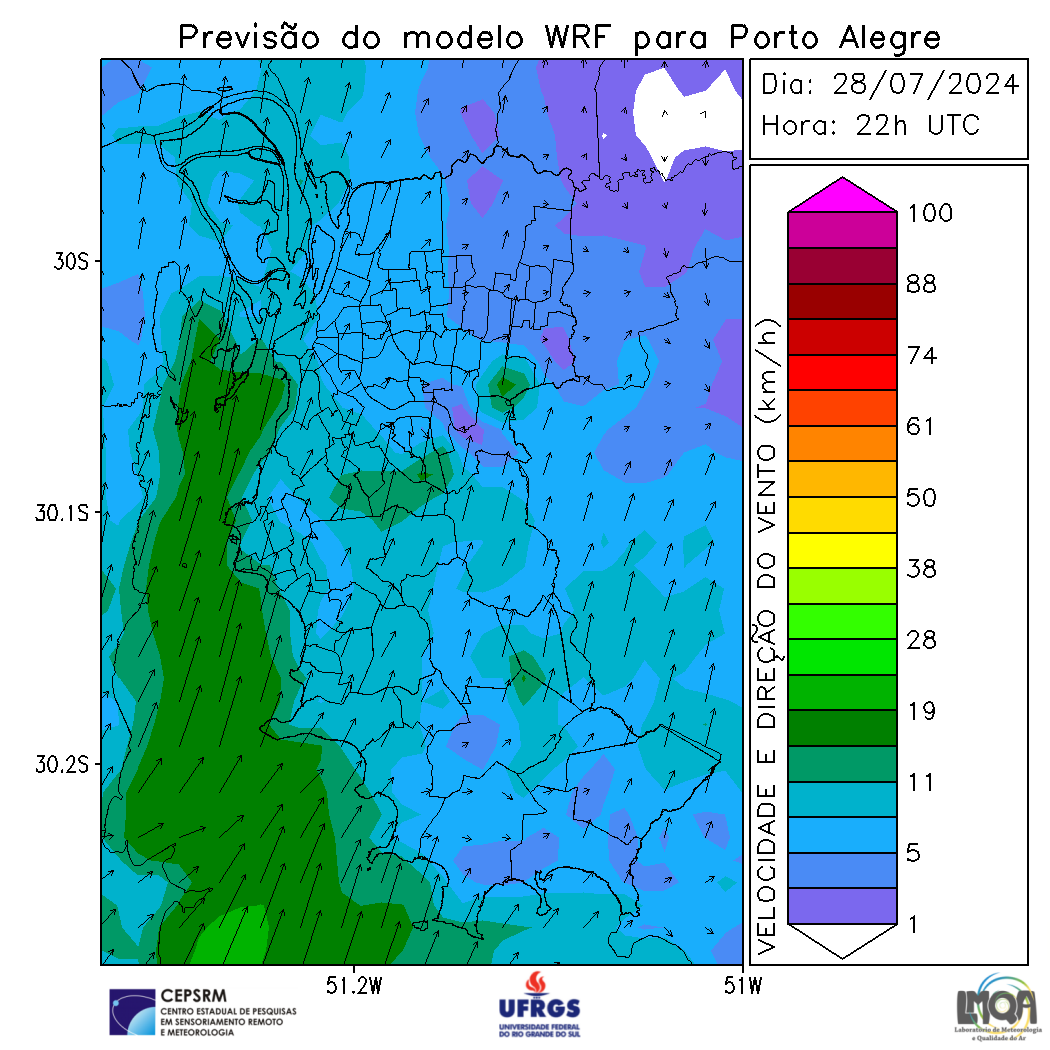 Previsão do modelo WRF para Porto Alegre
Dia: 28/07/2024
Hora: 22h UTC
30S
30.1S
30.2S
51.2W
51W
VELOCIDADE E DIREÇÃO DO VENTO (km/h)
100
88
74
61
50
38
28
19
11
5
1
CEPSRM
CENTRO ESTADUAL DE PESQUISAS
EM SENSORIAMENTO REMOTO
E METEOROLOGIA
UFRGS
UNIVERSIDADE FEDERAL
DO RIO GRANDE DO SUL
LMQA
Laboratório de Meteorologia
e Qualidade do Ar